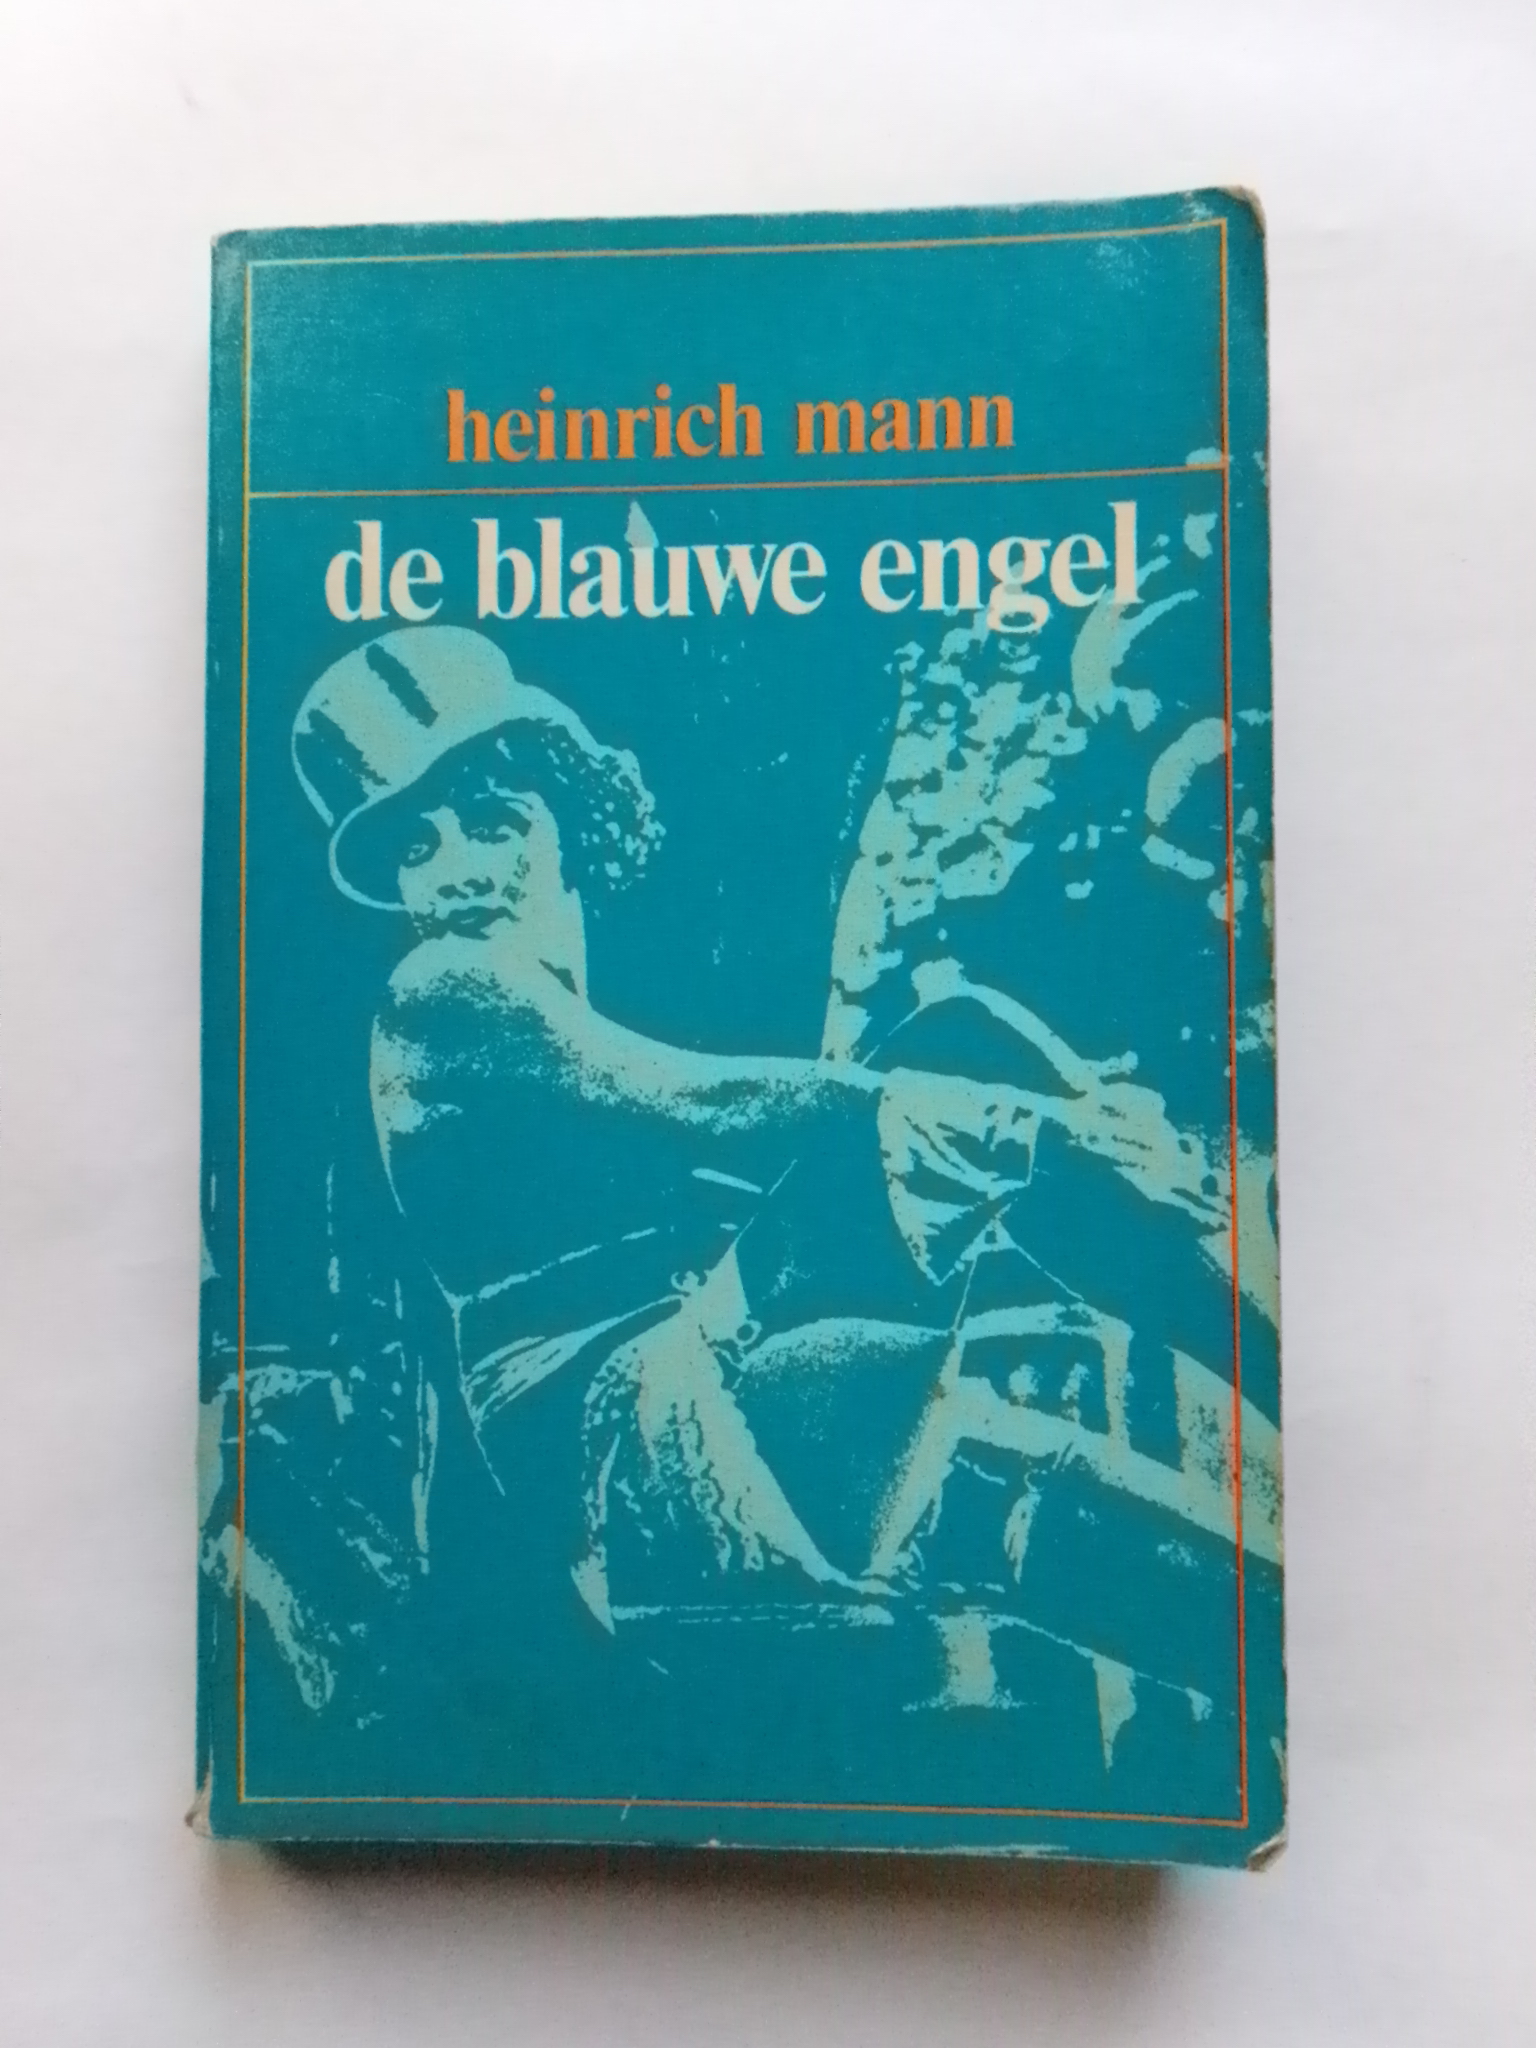 heinrich mann
de blauwe engel